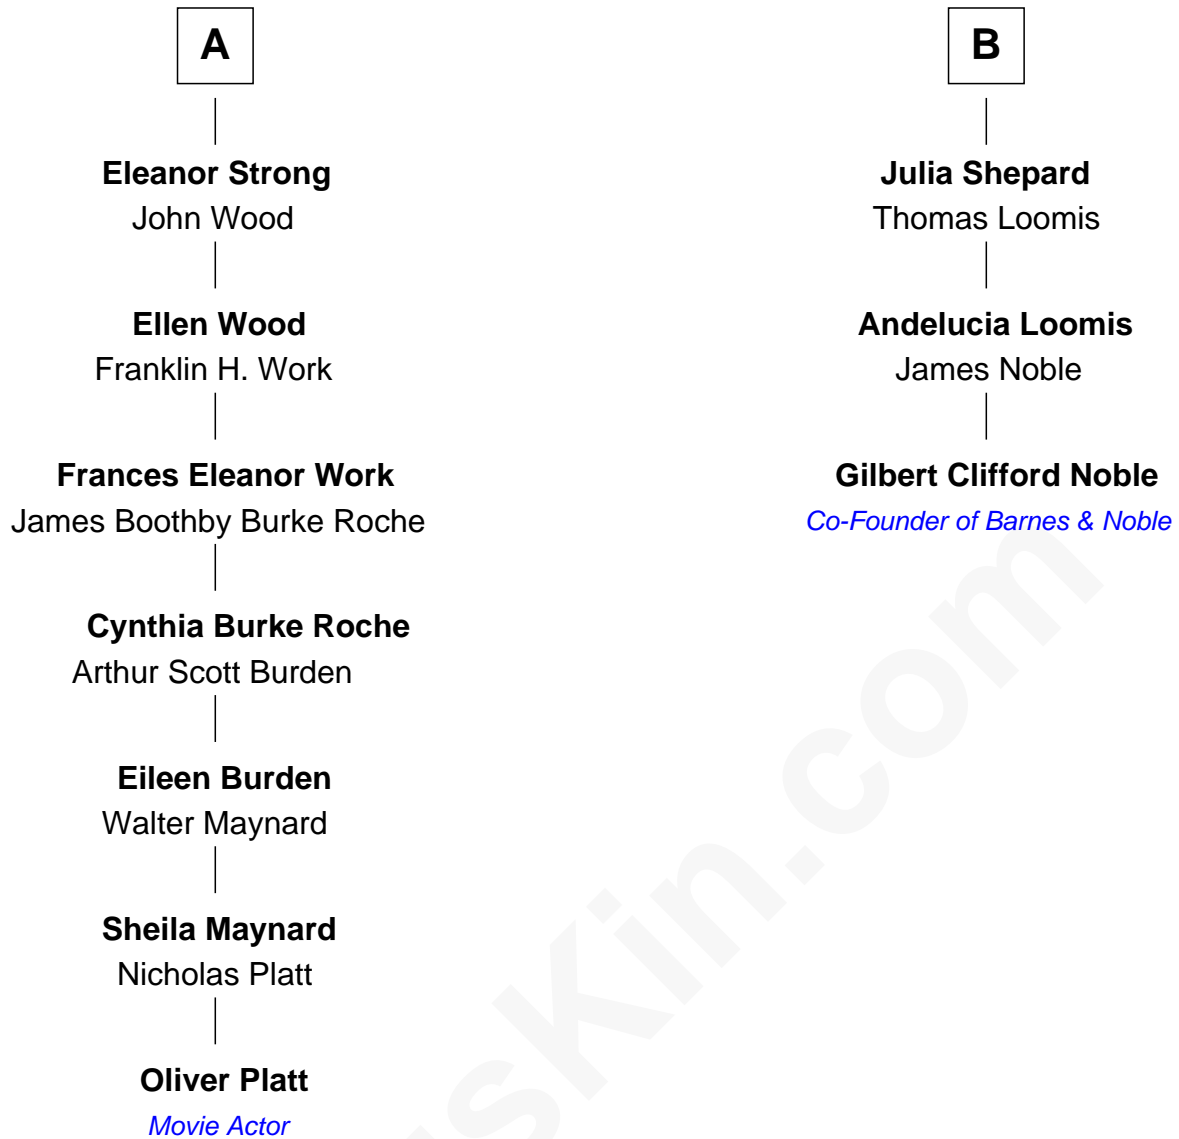 A
Eleanor Strong
John Wood
Ellen Wood
Franklin H. Work
Frances Eleanor Work
James Boothby Burke Roche
Cynthia Burke Roche
Arthur Scott Burden
Eileen Burden
Walter Maynard
Sheila Maynard
Nicholas Platt
Oliver Platt
Movie Actor
B
Julia Shepard
Thomas Loomis
Andelucia Loomis
James Noble
Gilbert Clifford Noble
Co-Founder of Barnes & Noble
sKin.com